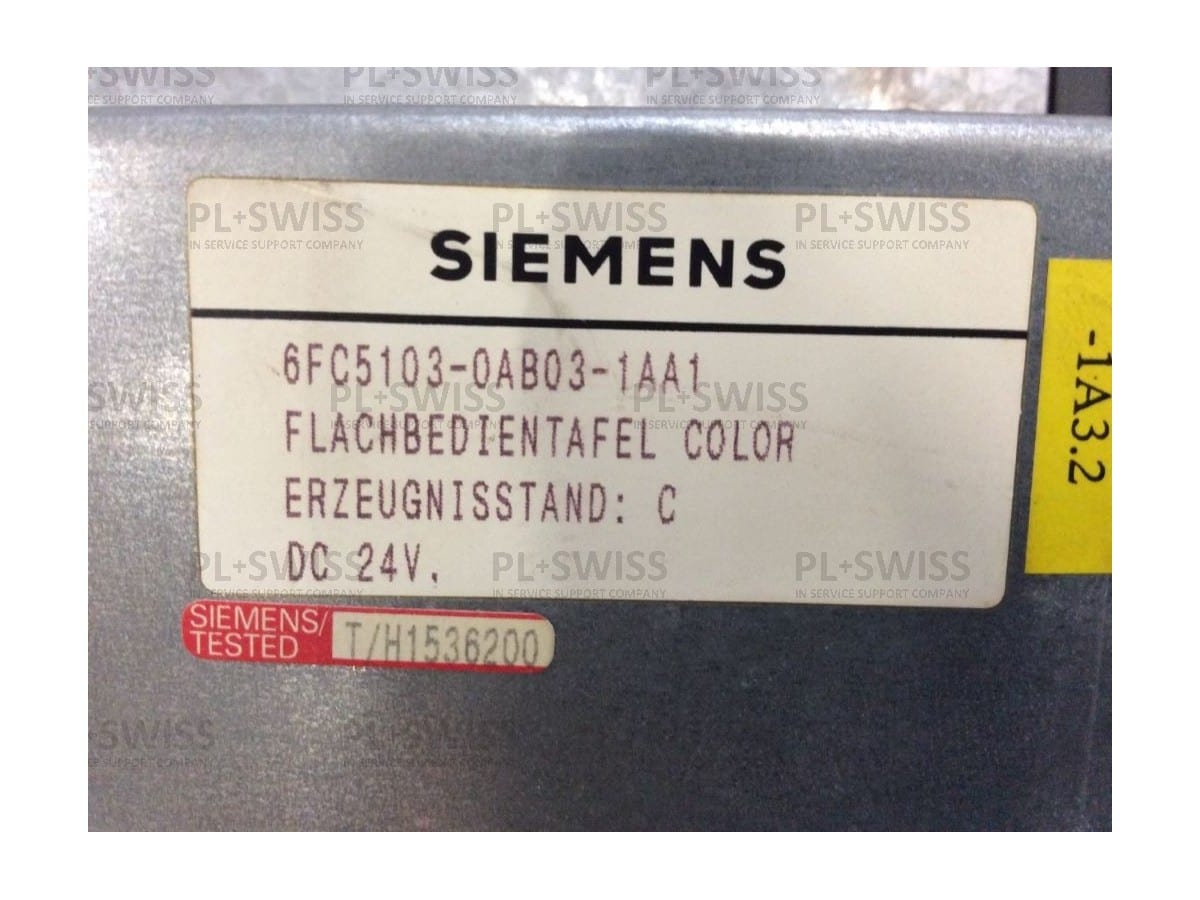 SIEMENS
6FC5103-0AB03-1AA1
FLACHBEDIENTAFEL COLOR
ERZEUGNISSTAND: C
DC 24V.
SIEMENS/
TESTED
T/H1536200
-1A3.2
PL+SWISS
IN SERVICE SUPPORT COMPANY